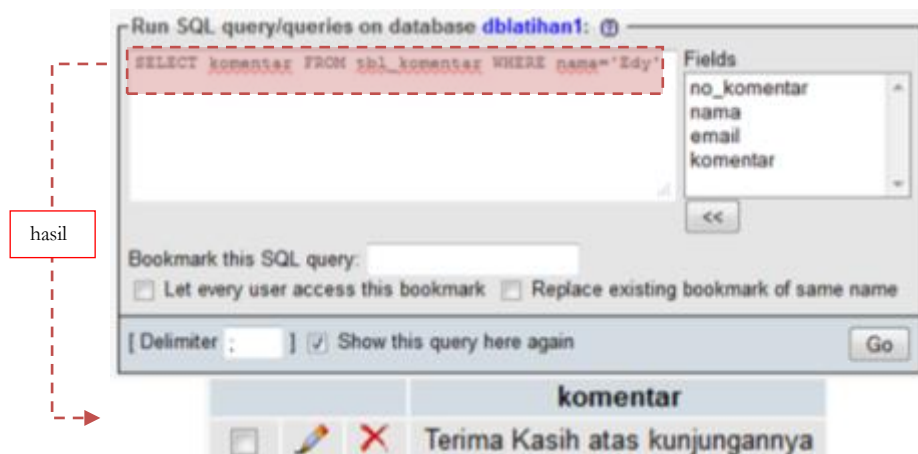 Run SQL query/queries on database dblatihan1:
SELECT komentar FROM tbl_komentar WHERE nama='Edy'
Fields
no_komentar
nama
email
komentar
<<
hasil
Bookmark this SQL query:
Let every user access this bookmark Replace existing bookmark of same name
[ Delimiter ; ] Show this query here again Go
komentar
Terima Kasih atas kunjungannya